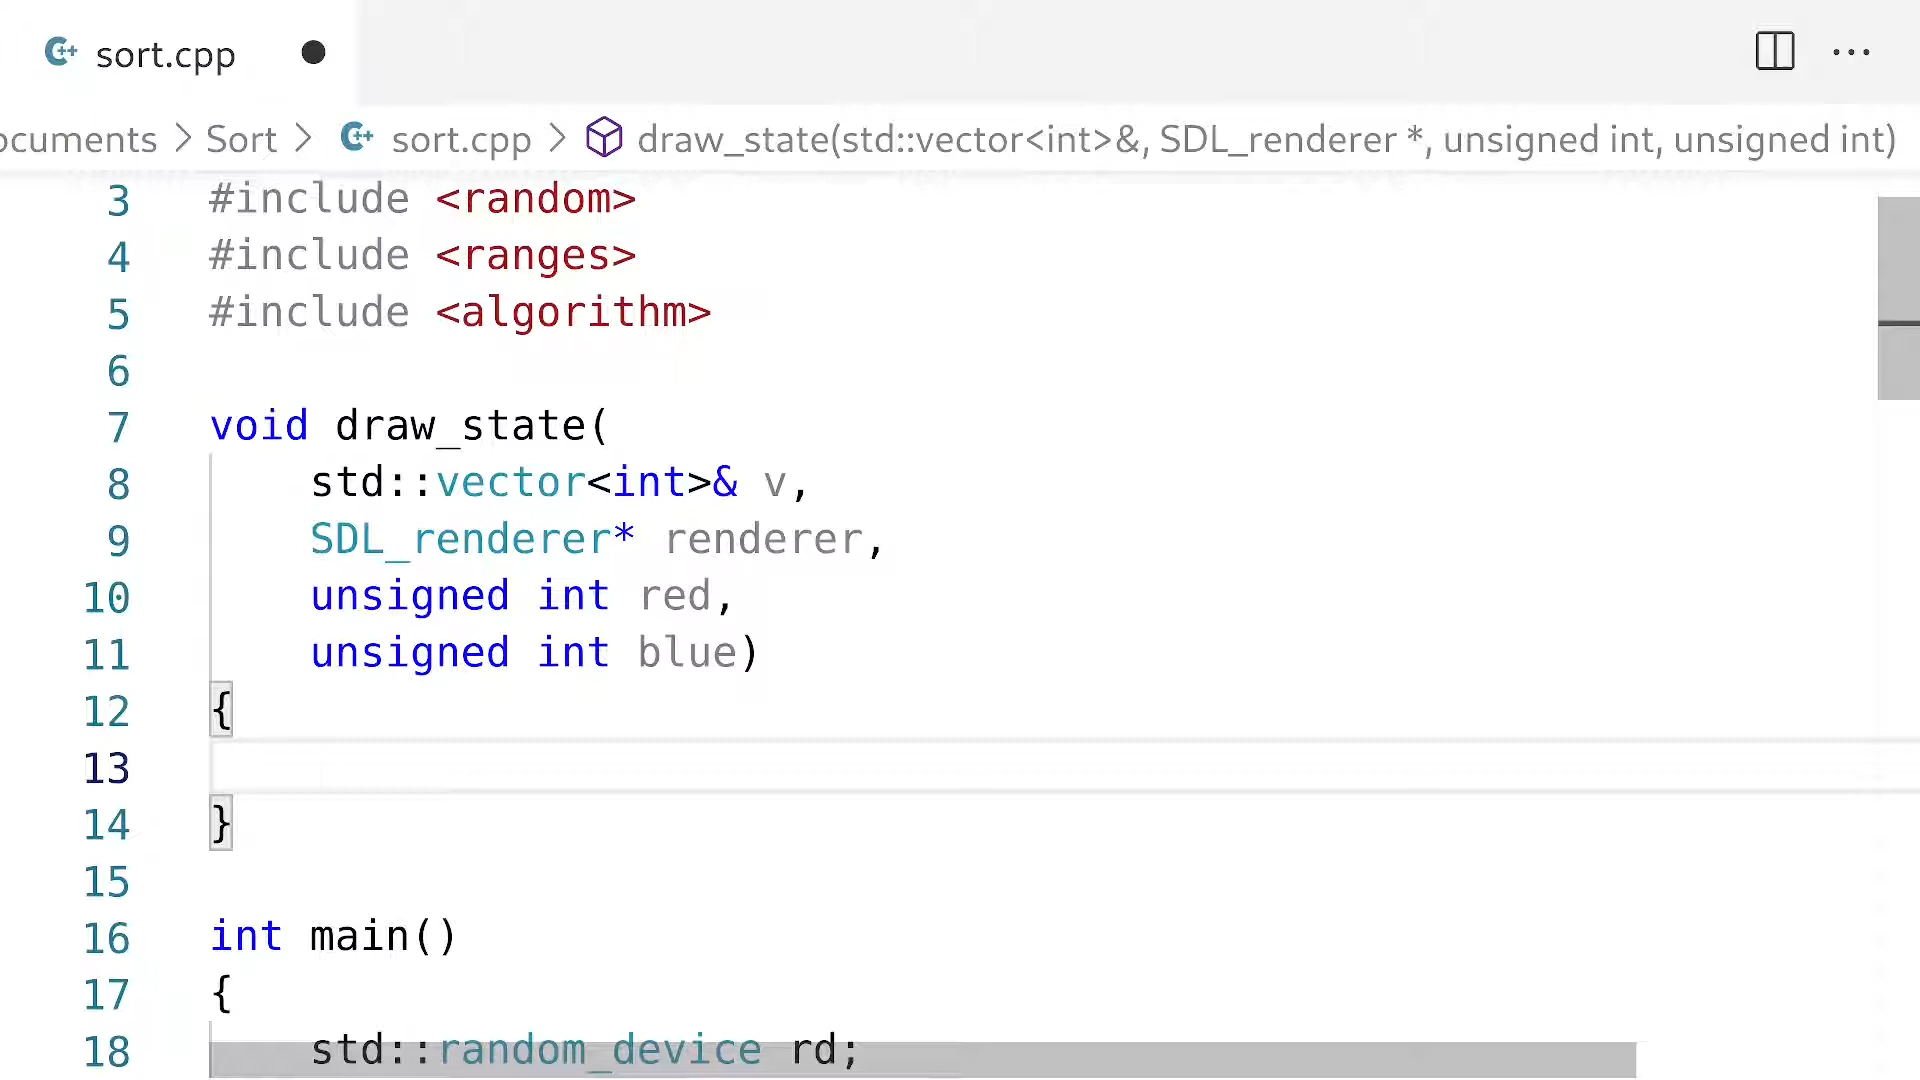 sort.cpp
ocuments > Sort > sort.cpp > draw_state(std::vector<int>&, SDL_renderer *, unsigned int, unsigned int)
3 #include <random>
4 #include <ranges>
5 #include <algorithm>
6
7 void draw_state(
8 std::vector<int>& v,
9 SDL_renderer* renderer,
10 unsigned int red,
11 unsigned int blue)
12 {
13
14 }
15
16 int main()
17 {
18 std::random_device rd;